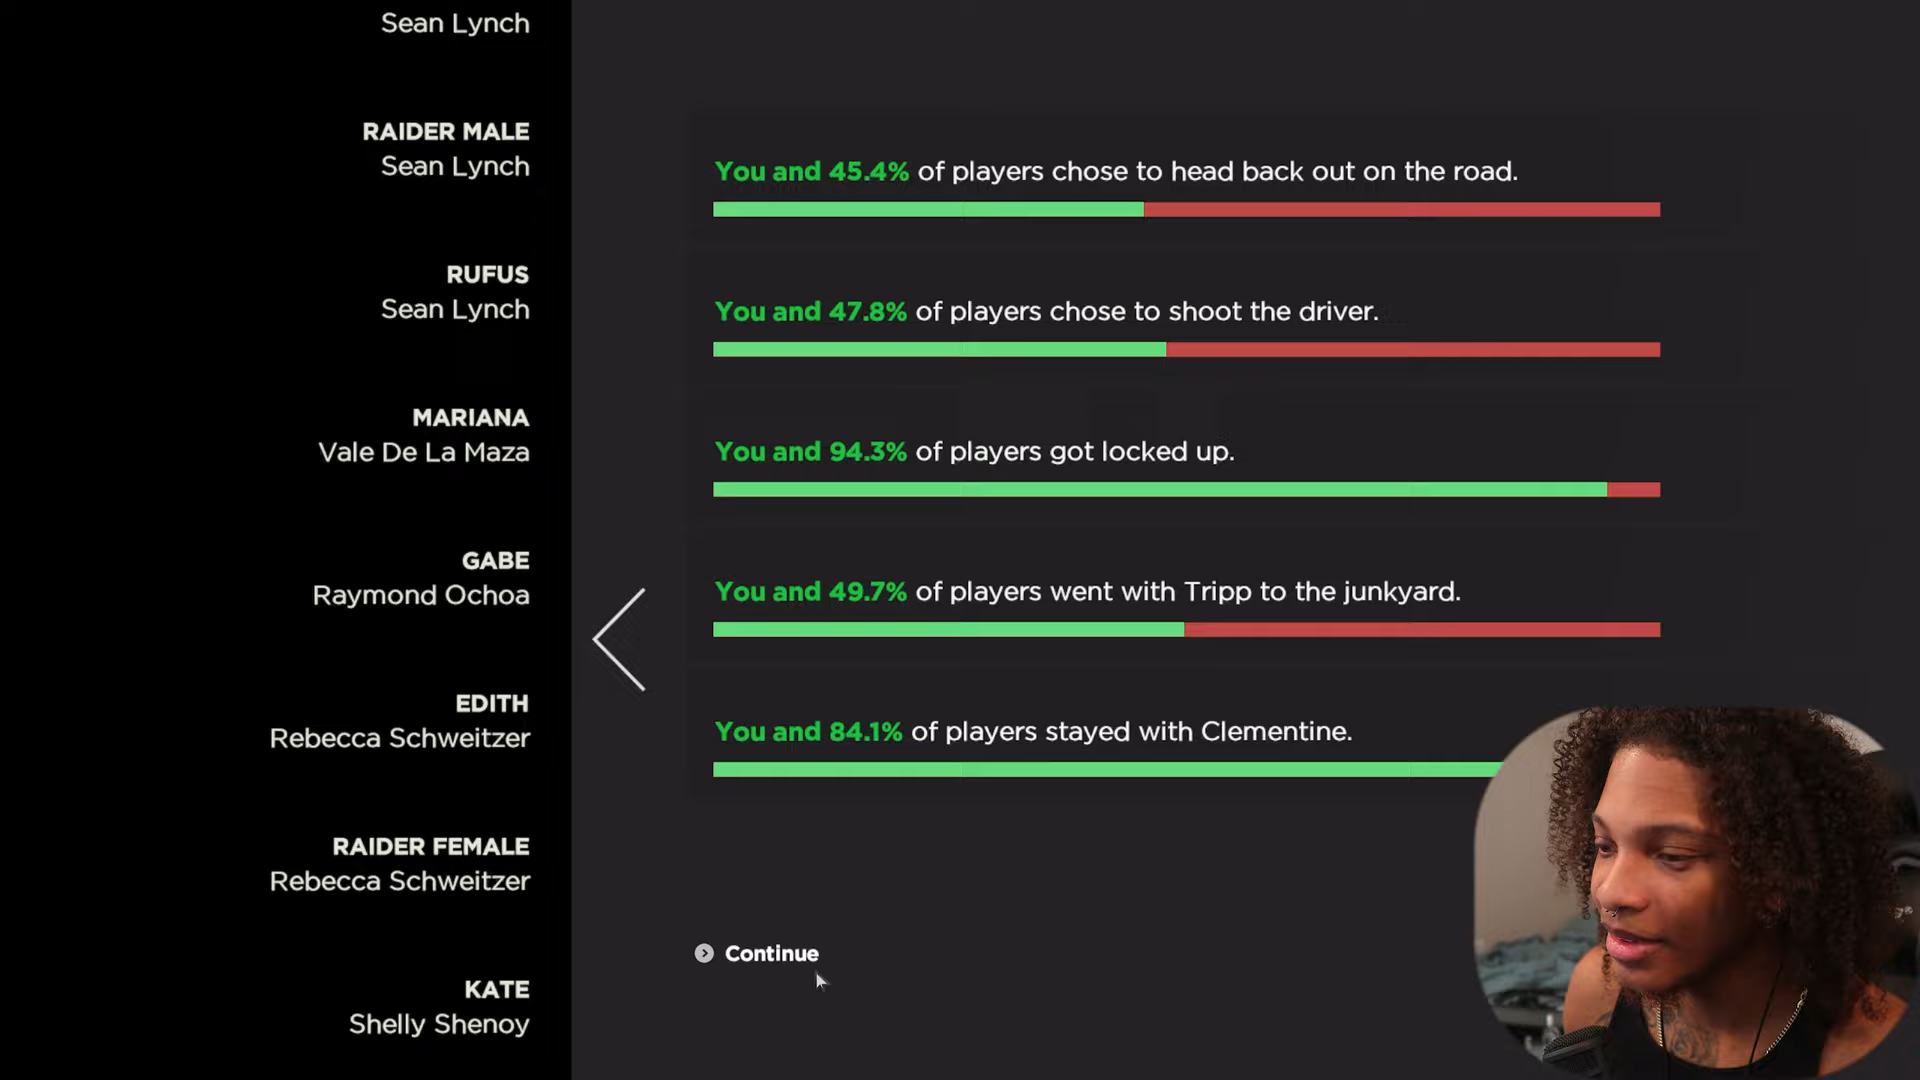 Sean Lynch
RAIDER MALE
Sean Lynch
RUFUS
Sean Lynch
MARIANA
Vale De La Maza
GABE
Raymond Ochoa
EDITH
Rebecca Schweitzer
RAIDER FEMALE
Rebecca Schweitzer
KATE
Shelly Shenoy
You and 45.4% of players chose to head back out on the road.
You and 47.8% of players chose to shoot the driver.
You and 94.3% of players got locked up.
You and 49.7% of players went with Tripp to the junkyard.
You and 84.1% of players stayed with Clementine.
Continue